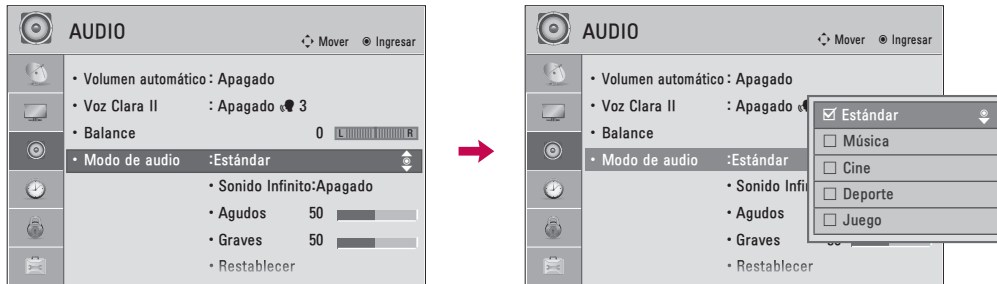 AUDIO
Mover Ingresar
• Volumen automático : Apagado
• Voz Clara II : Apagado 3
• Balance 0 L R
• Modo de audio :Estándar
• Sonido Infinito:Apagado
• Agudos 50
• Graves 50
• Restablecer
AUDIO
Mover Ingresar
• Volumen automático : Apagado
• Voz Clara II : Apagado
• Balance
• Modo de audio :Estándar
• Sonido Infi
• Agudos
• Graves
• Restablecer
Estándar
Música
Cine
Deporte
Juego